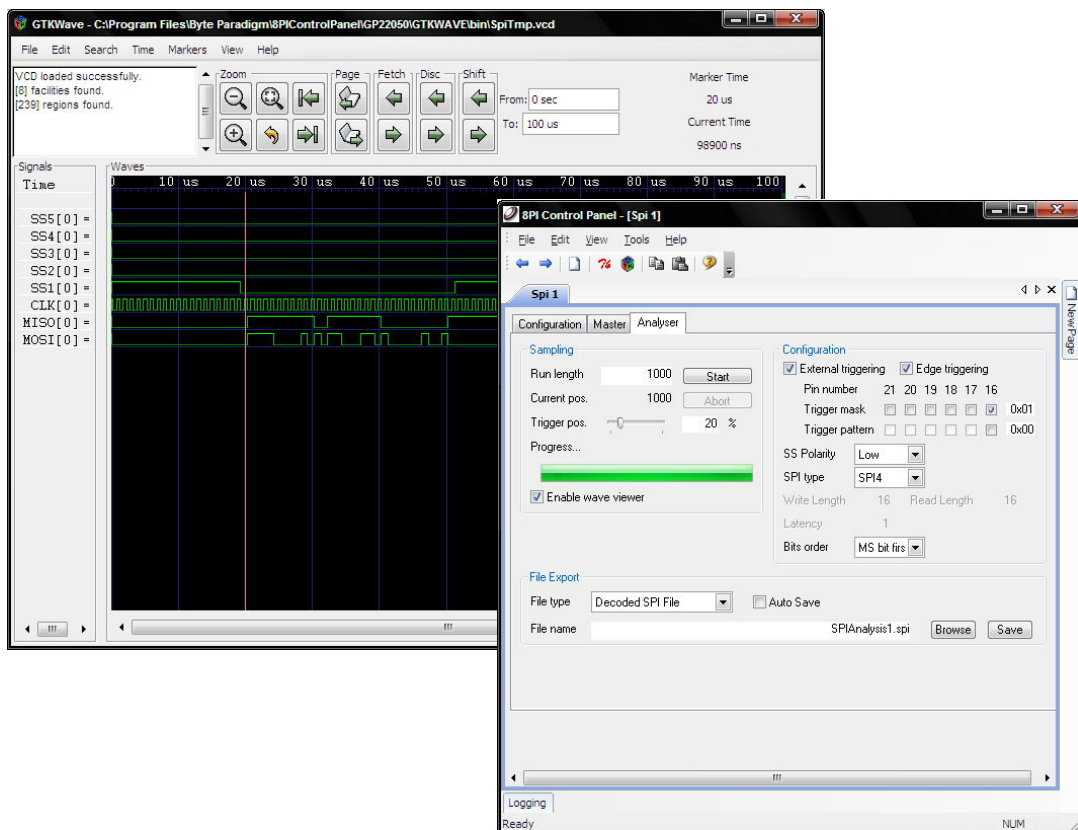 GTKWave - C:\Program Files\Byte Paradigm\8PIControlPanel\GP22050\GTKWAVE\bin\SpiTmp.vcd
File Edit Search Time Markers View Help
VCD loaded successfully.
[8] facilities found.
[239] regions found.
Zoom Page Fetch Disc Shift
From: 0 sec
To: 100 us
Marker Time
20 us
Current Time
98900 ns
Signals
Time
SS5[0] =
SS4[0] =
SS3[0] =
SS2[0] =
SS1[0] =
CLK[0] =
MISO[0] =
MOSI[0] =
Waves
0 10 us 20 us 30 us 40 us 50 us 60 us 70 us 80 us 90 us 100
8PI Control Panel - [Spi 1]
File Edit View Tools Help
Spi 1
New Page
Configuration Master Analyser
Sampling
Run length 1000 Start
Current pos. 1000 Abort
Trigger pos. 20 %
Progress...
Enable wave viewer
Configuration
External triggering Edge triggering
Pin number 21 20 19 18 17 16
Trigger mask 0x01
Trigger pattern 0x00
SS Polarity Low
SPI type SPI4
Write Length 16 Read Length 16
Latency 1
Bits order MS bit firs
File Export
File type Decoded SPI File Auto Save
File name SPIAnalysis1.spi Browse Save
Logging
Ready NUM